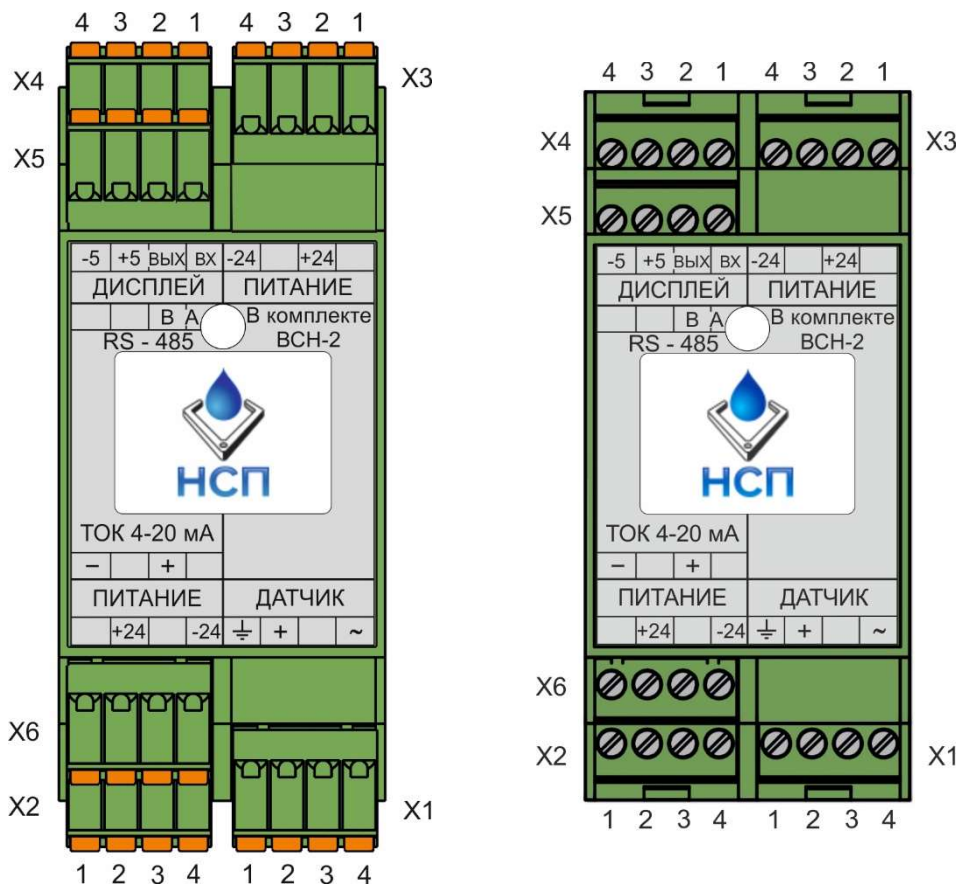 4 3 2 1 4 3 2 1
X4
X3
X5
-5 +5 ВЫХ ВХ -24 +24
ДИСПЛЕЙ ПИТАНИЕ
B A В комплекте
RS - 485 ВСН-2
НСП
ТОК 4-20 мА
− +
ПИТАНИЕ ДАТЧИК
+24 -24 ⏚ + ~
X6
X2
X1
1 2 3 4 1 2 3 4
4 3 2 1 4 3 2 1
X4
X3
X5
-5 +5 ВЫХ ВХ -24 +24
ДИСПЛЕЙ ПИТАНИЕ
B A В комплекте
RS - 485 ВСН-2
НСП
ТОК 4-20 мА
− +
ПИТАНИЕ ДАТЧИК
+24 -24 ⏚ + ~
X6
X2
X1
1 2 3 4 1 2 3 4